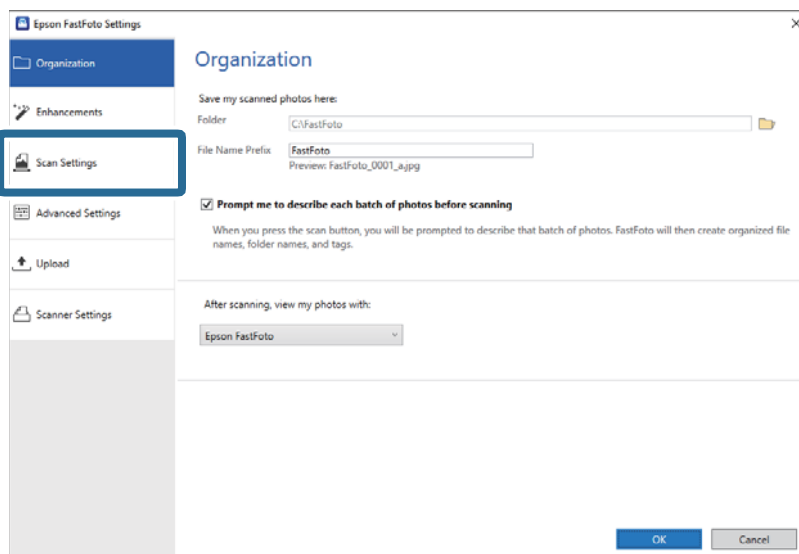 Epson FastFoto Settings
Organization
Enhancements
Scan Settings
Advanced Settings
Upload
Scanner Settings
Organization
Save my scanned photos here:
Folder
C:\FastFoto
File Name Prefix
FastFoto
Preview: FastFoto_0001_a.jpg
Prompt me to describe each batch of photos before scanning
When you press the scan button, you will be prompted to describe that batch of photos. FastFoto will then create organized file
names, folder names, and tags.
After scanning, view my photos with:
Epson FastFoto
OK
Cancel